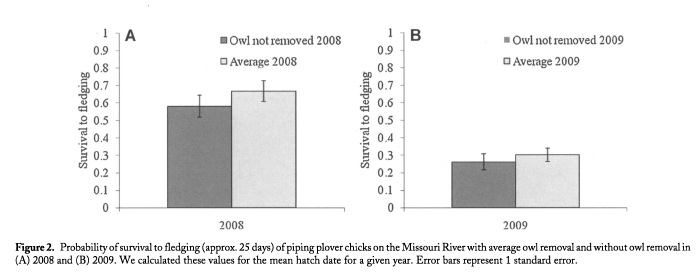 A
Owl not removed 2008
Average 2008
Survival to fledging
1
0.9
0.8
0.7
0.6
0.5
0.4
0.3
0.2
0.1
0
2008
B
Owl not removed 2009
Average 2009
Survival to fledging
1
0.9
0.8
0.7
0.6
0.5
0.4
0.3
0.2
0.1
0
2009
Figure 2. Probability of survival to fledging (approx. 25 days) of piping plover chicks on the Missouri River with average owl removal and without owl removal in
(A) 2008 and (B) 2009. We calculated these values for the mean hatch date for a given year. Error bars represent 1 standard error.